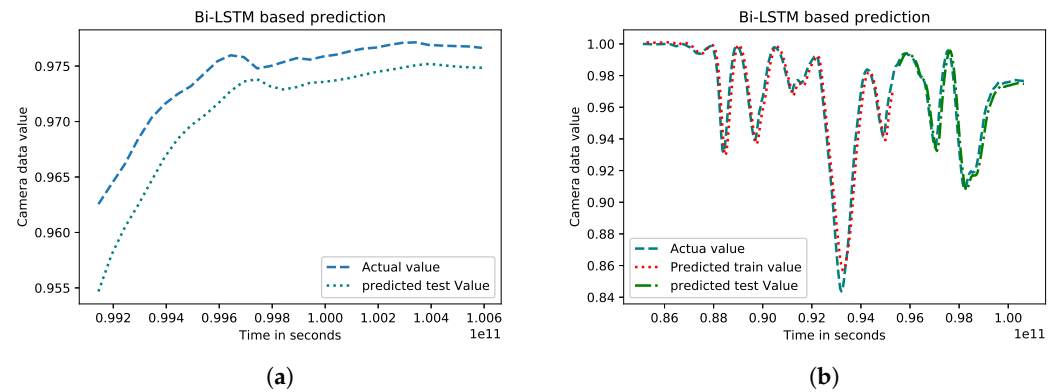 Bi-LSTM based prediction
Camera data value
0.975
0.970
0.965
0.960
0.955
Actual value
predicted test Value
0.992 0.994 0.996 0.998 1.000 1.002 1.004 1.006
Time in seconds
1e11
(a)
Bi-LSTM based prediction
Camera data value
1.00
0.98
0.96
0.94
0.92
0.90
0.88
0.86
0.84
Actua value
Predicted train value
predicted test Value
0.86 0.88 0.90 0.92 0.94 0.96 0.98 1.00
Time in seconds
1e11
(b)